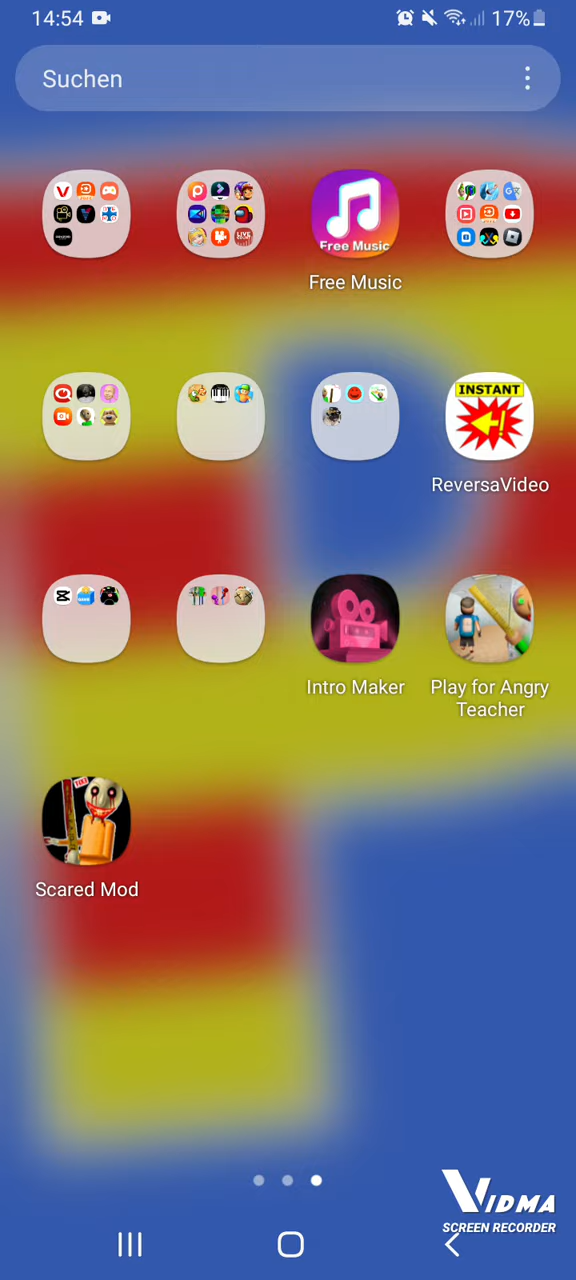 14:54
17%
Suchen
Free Music
Free Music
INSTANT
ReversaVideo
Intro Maker
Play for Angry
Teacher
Scared Mod
VIDMA
SCREEN RECORDER